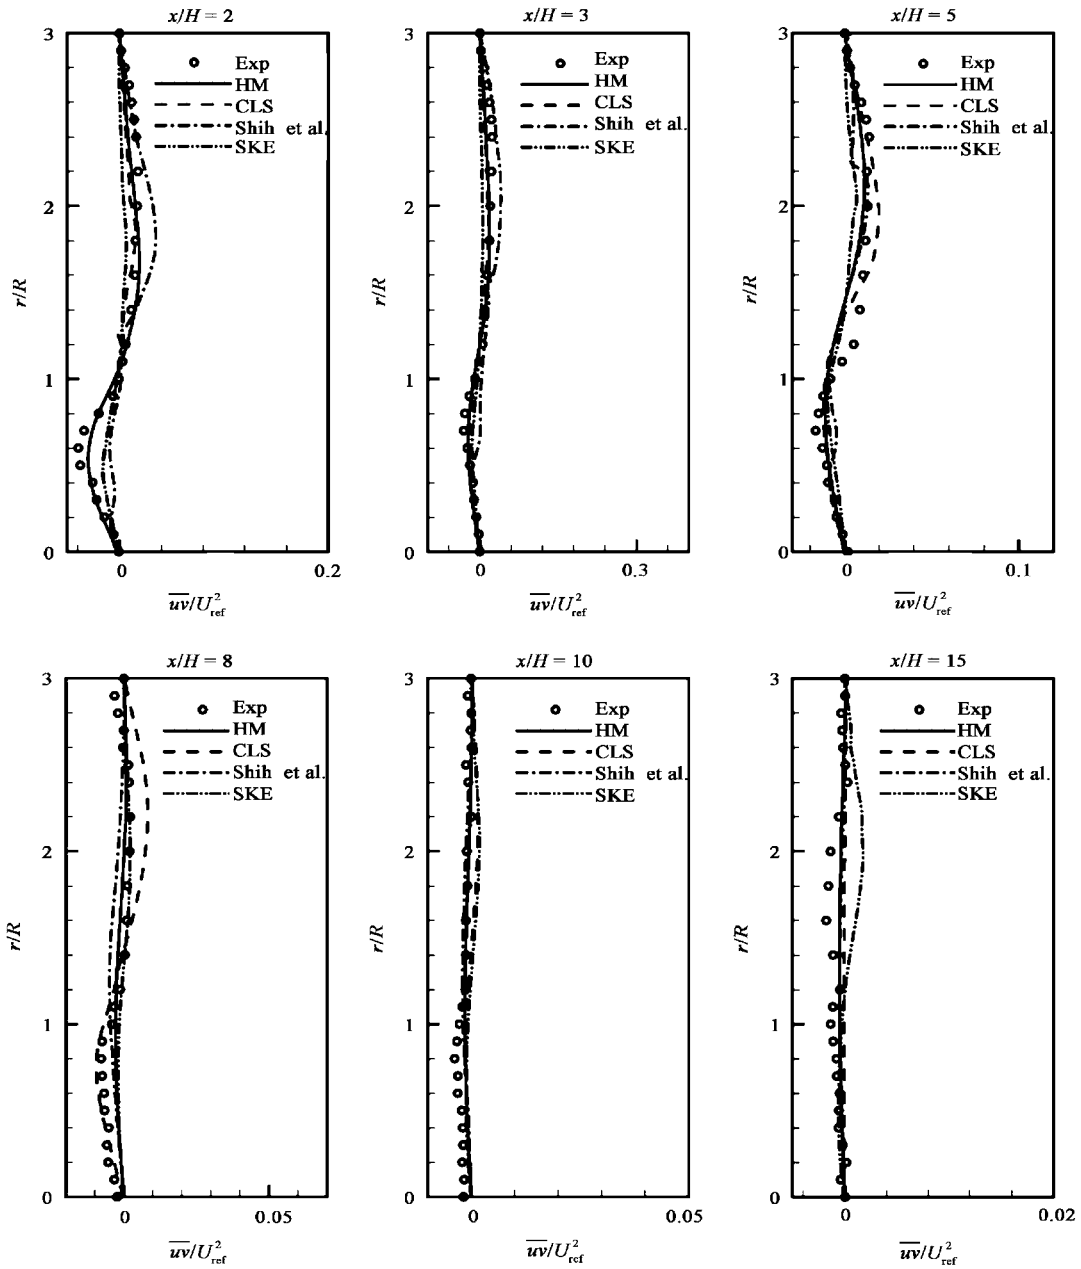 x/H = 2
3
2
1
0
r/R
Exp
HM
CLS
Shih et al.
SKE
0
0.2
uv/U²ref
x/H = 3
3
2
1
0
r/R
Exp
HM
CLS
Shih et al.
SKE
0
0.3
uv/U²ref
x/H = 5
3
2
1
0
r/R
Exp
HM
CLS
Shih et al.
SKE
0
0.1
uv/U²ref
x/H = 8
3
2
1
0
r/R
Exp
HM
CLS
Shih et al.
SKE
0
0.05
uv/U²ref
x/H = 10
3
2
1
0
r/R
Exp
HM
CLS
Shih et al.
SKE
0
0.05
uv/U²ref
x/H = 15
3
2
1
0
r/R
Exp
HM
CLS
Shih et al.
SKE
0
0.02
uv/U²ref